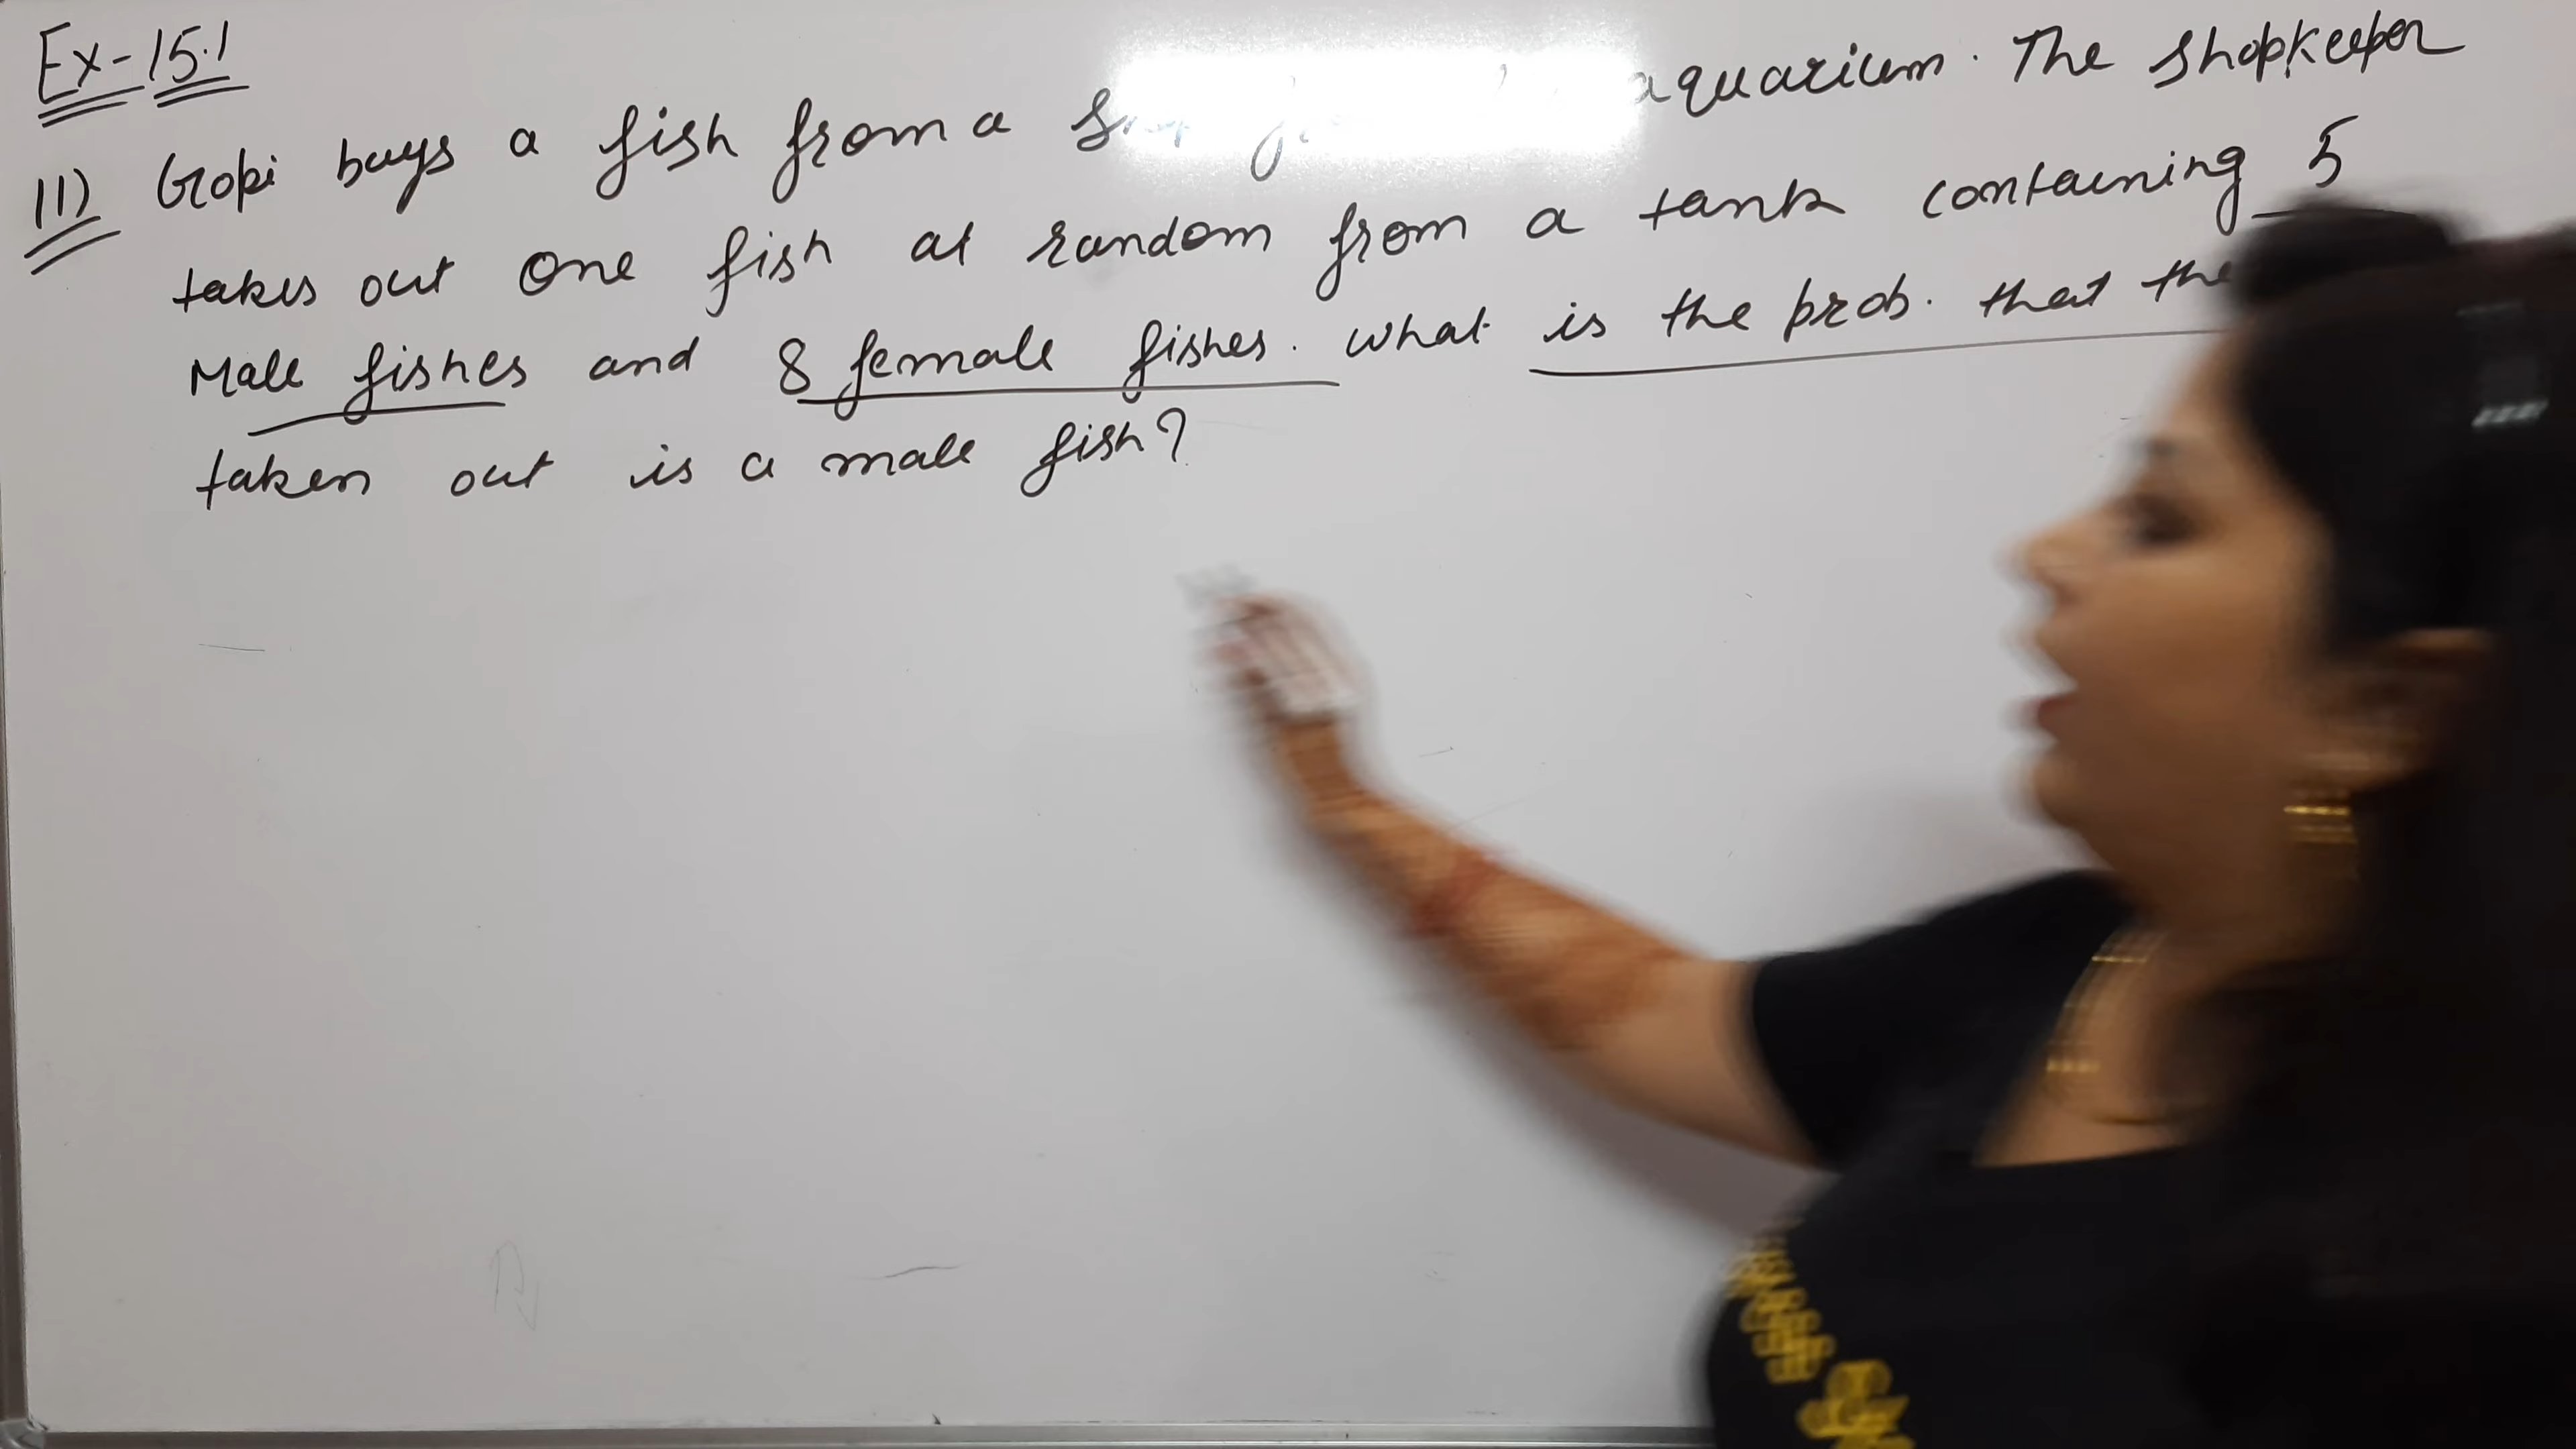 Ex-15.1
11) Gopi buys a fish from a aquarium. The shopkeeper
takes out one fish at random from a tank containing 5
Male fishes and 8 female fishes. What is the prob. that the
taken out is a male fish?